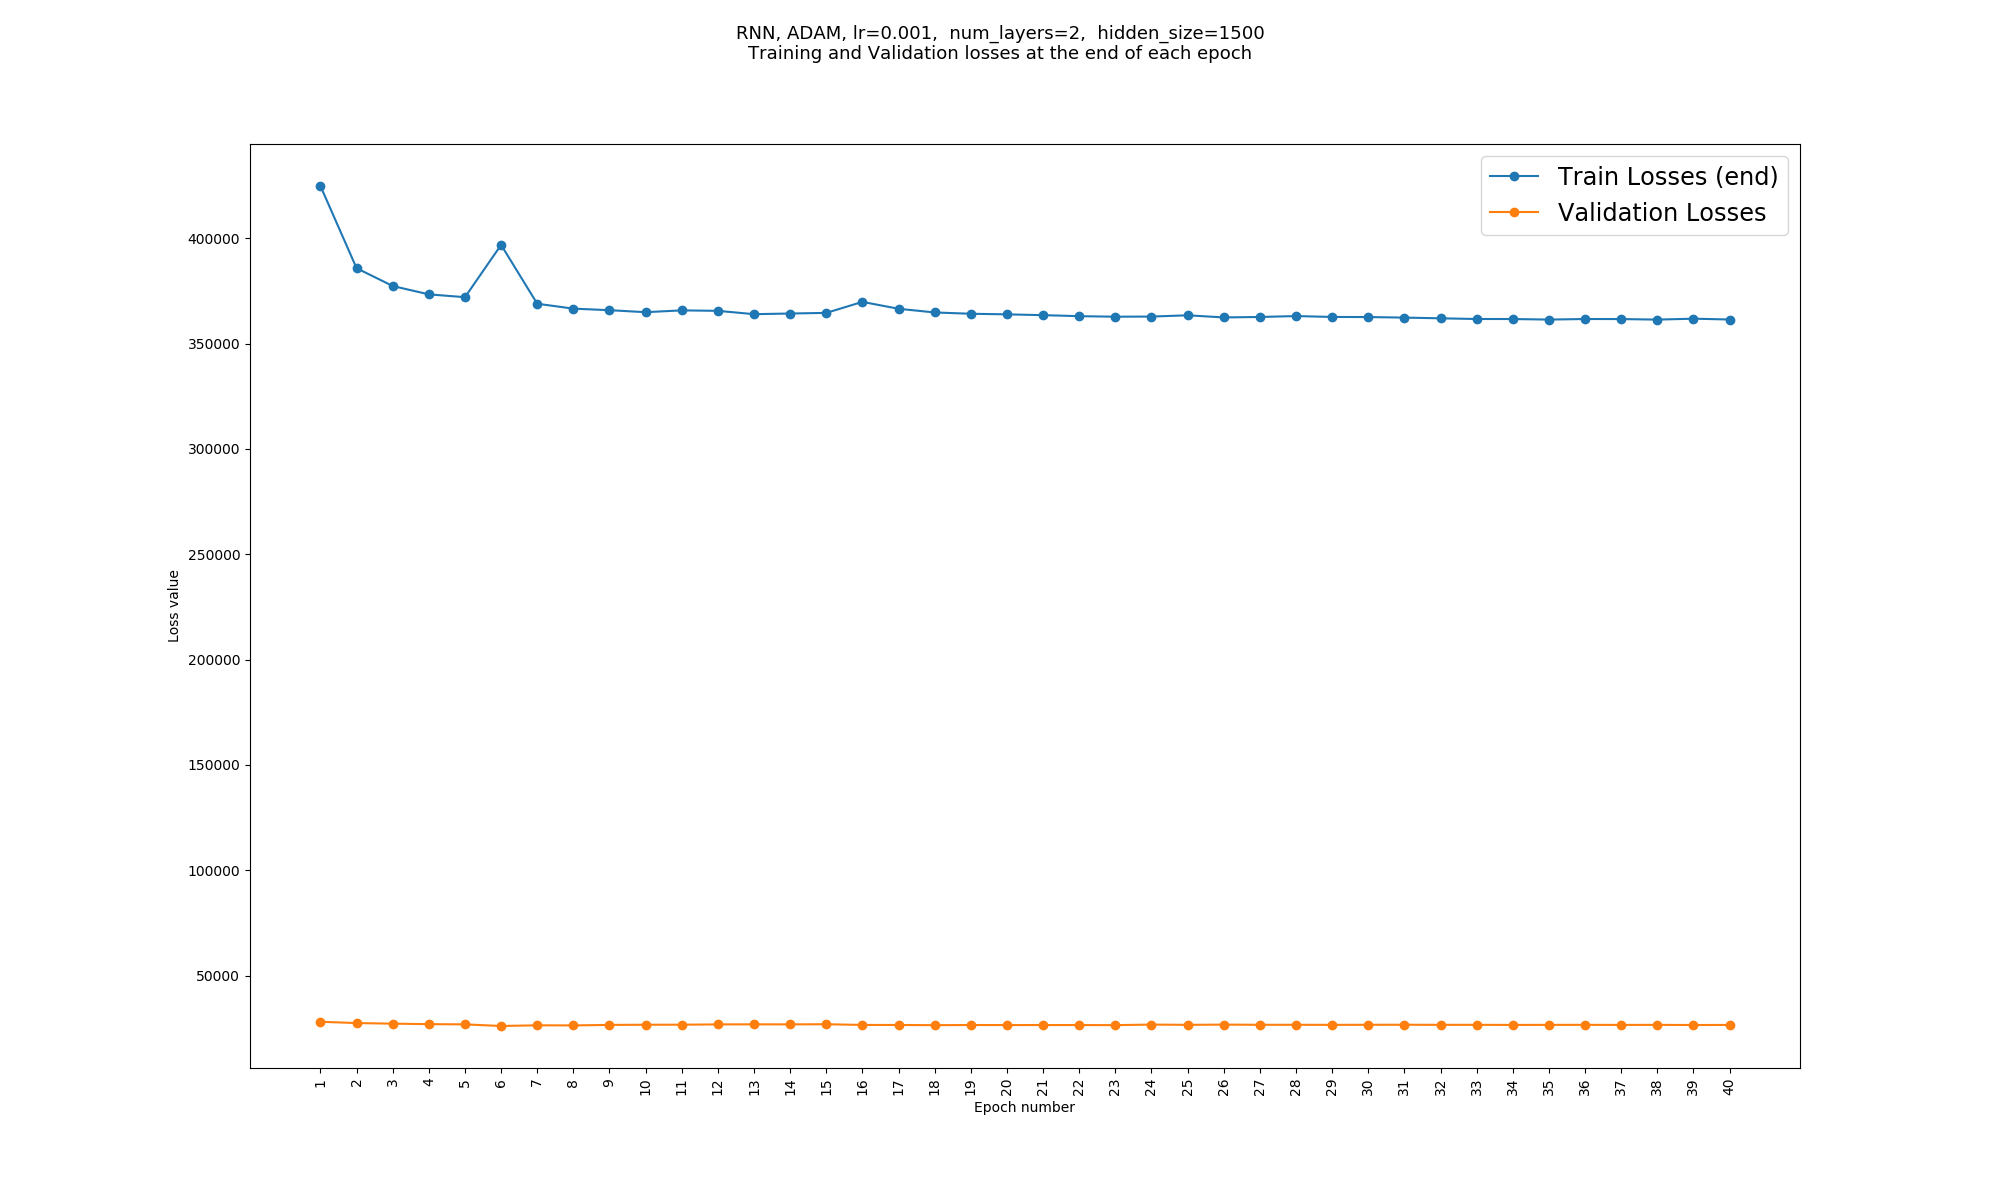 RNN, ADAM, lr=0.001,  num_layers=2,  hidden_size=1500
Training and Validation losses at the end of each epoch
Train Losses (end)
Validation Losses
400000
350000
300000
250000
200000
150000
100000
50000
Loss value
1 2 3 4 5 6 7 8 9 10 11 12 13 14 15 16 17 18 19 20 21 22 23 24 25 26 27 28 29 30 31 32 33 34 35 36 37 38 39 40
Epoch number